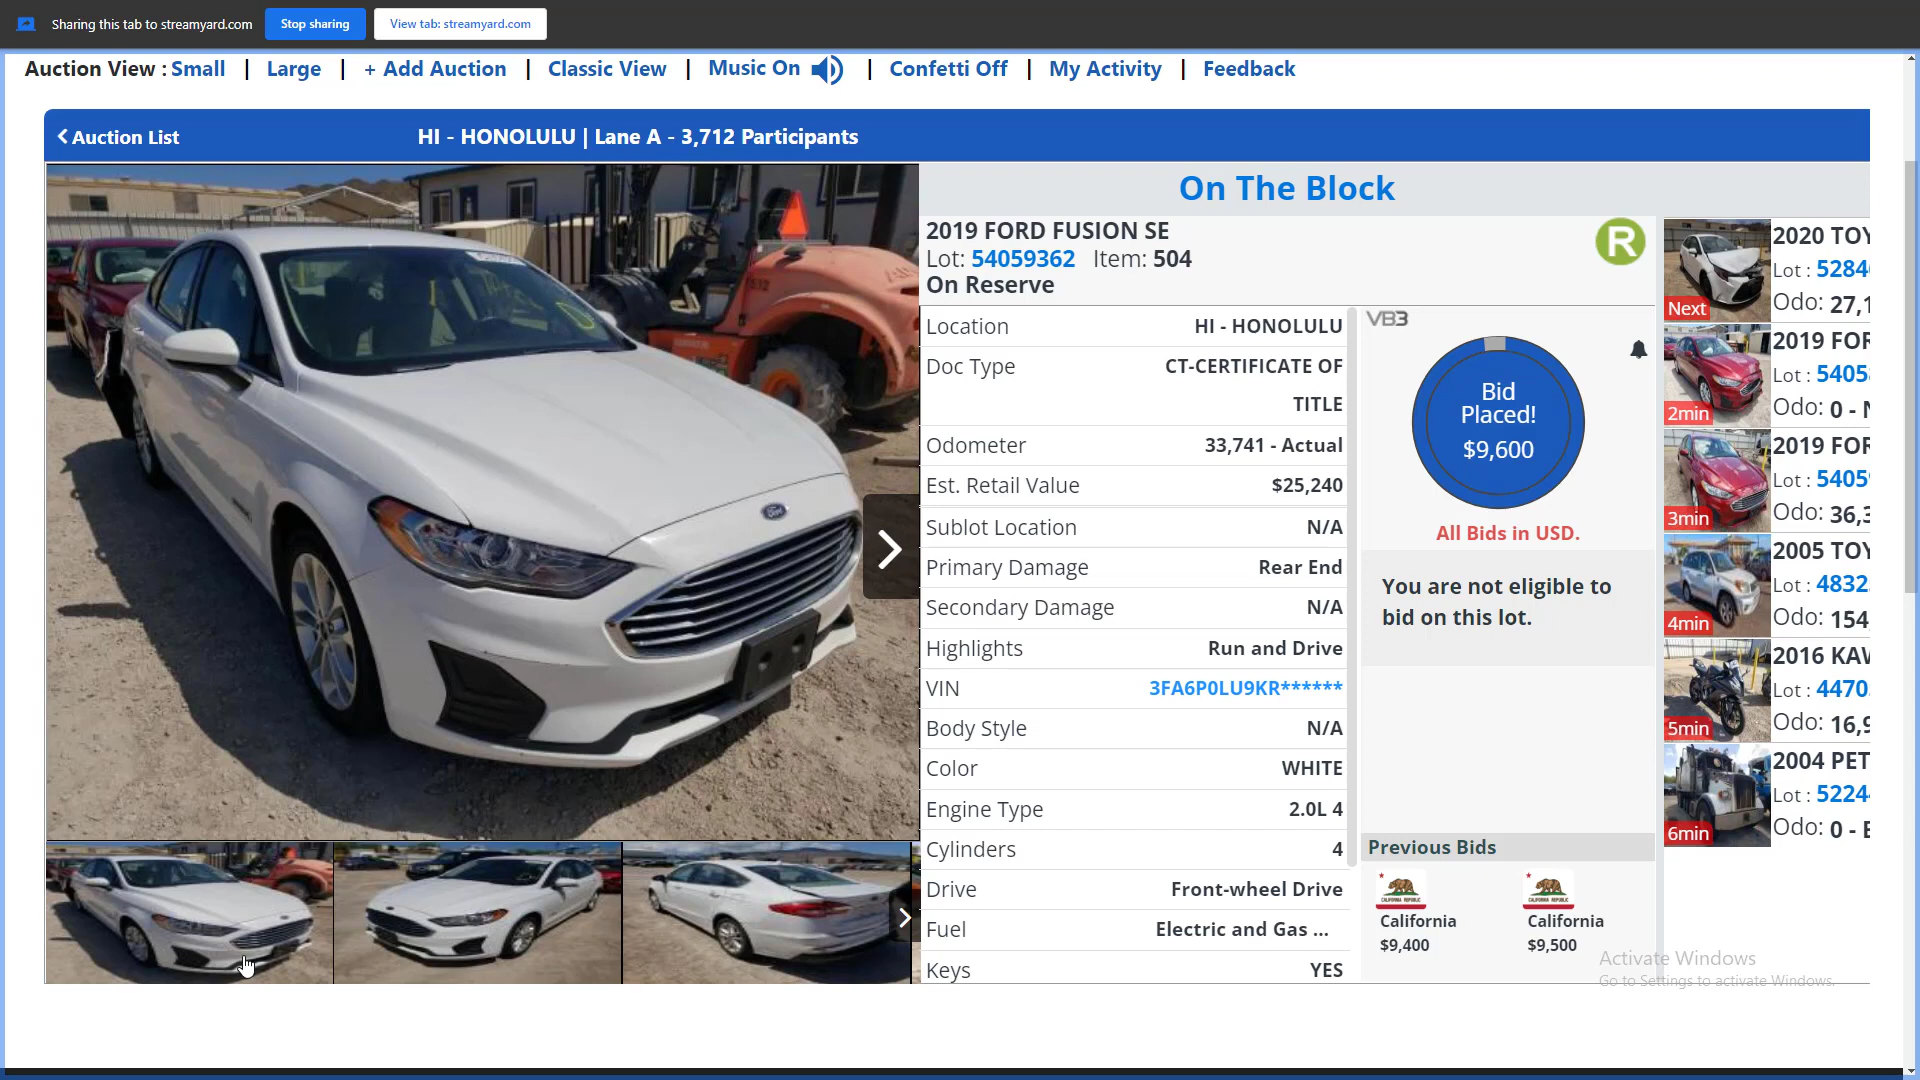 Sharing this tab to streamyard.com
Stop sharing
View tab: streamyard.com
Auction View : Small | Large | + Add Auction | Classic View | Music On | Confetti Off | My Activity | Feedback
Auction List
HI - HONOLULU | Lane A - 3,712 Participants
On The Block
2019 FORD FUSION SE
Lot: 54059362 Item: 504
On Reserve
R
Location HI - HONOLULU
Doc Type CT-CERTIFICATE OF
TITLE
Odometer 33,741 - Actual
Est. Retail Value $25,240
Sublot Location N/A
Primary Damage Rear End
Secondary Damage N/A
Highlights Run and Drive
VIN 3FA6P0LU9KR******
Body Style N/A
Color WHITE
Engine Type 2.0L 4
Cylinders 4
Drive Front-wheel Drive
Fuel Electric and Gas ...
Keys YES
VB3
Bid
Placed!
$9,600
All Bids in USD.
You are not eligible to
bid on this lot.
Previous Bids
California
$9,400
California
$9,500
2020 TOY
Lot : 5284
Odo: 27,1
Next
2019 FOR
Lot : 5405
Odo: 0 - N
2min
2019 FOR
Lot : 5405
Odo: 36,3
3min
2005 TOY
Lot : 4832
Odo: 154,
4min
2016 KAW
Lot : 4470
Odo: 16,9
5min
2004 PET
Lot : 5224
Odo: 0 - E
6min
Activate Windows
Go to Settings to activate Windows.